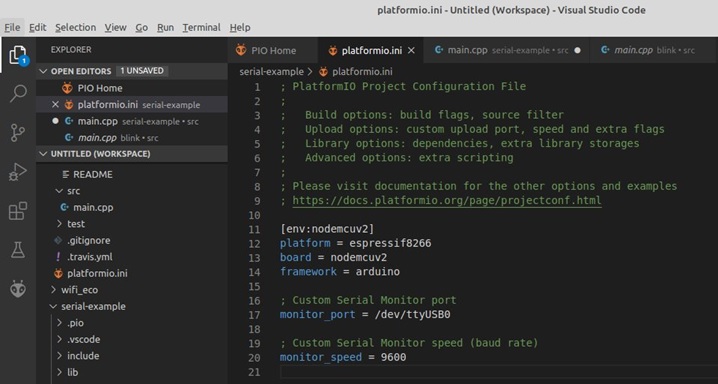 platformio.ini - Untitled (Workspace) - Visual Studio Code
File Edit Selection View Go Run Terminal Help
EXPLORER
OPEN EDITORS 1 UNSAVED
PIO Home
platformio.ini serial-example
main.cpp serial-example • src
main.cpp blink • src
UNTITLED (WORKSPACE)
README
src
main.cpp
test
.gitignore
.travis.yml
platformio.ini
wifi_eco
serial-example
.pio
.vscode
include
lib
1
PIO Home
platformio.ini
main.cpp serial-example • src
main.cpp blink • src
serial-example > platformio.ini
1 ; PlatformIO Project Configuration File
2 ;
3 ;   Build options: build flags, source filter
4 ;   Upload options: custom upload port, speed and extra flags
5 ;   Library options: dependencies, extra library storages
6 ;   Advanced options: extra scripting
7 ;
8 ; Please visit documentation for the other options and examples
9 ; https://docs.platformio.org/page/projectconf.html
10
11 [env:nodemcuv2]
12 platform = espressif8266
13 board = nodemcuv2
14 framework = arduino
15
16 ; Custom Serial Monitor port
17 monitor_port = /dev/ttyUSB0
18
19 ; Custom Serial Monitor speed (baud rate)
20 monitor_speed = 9600
21